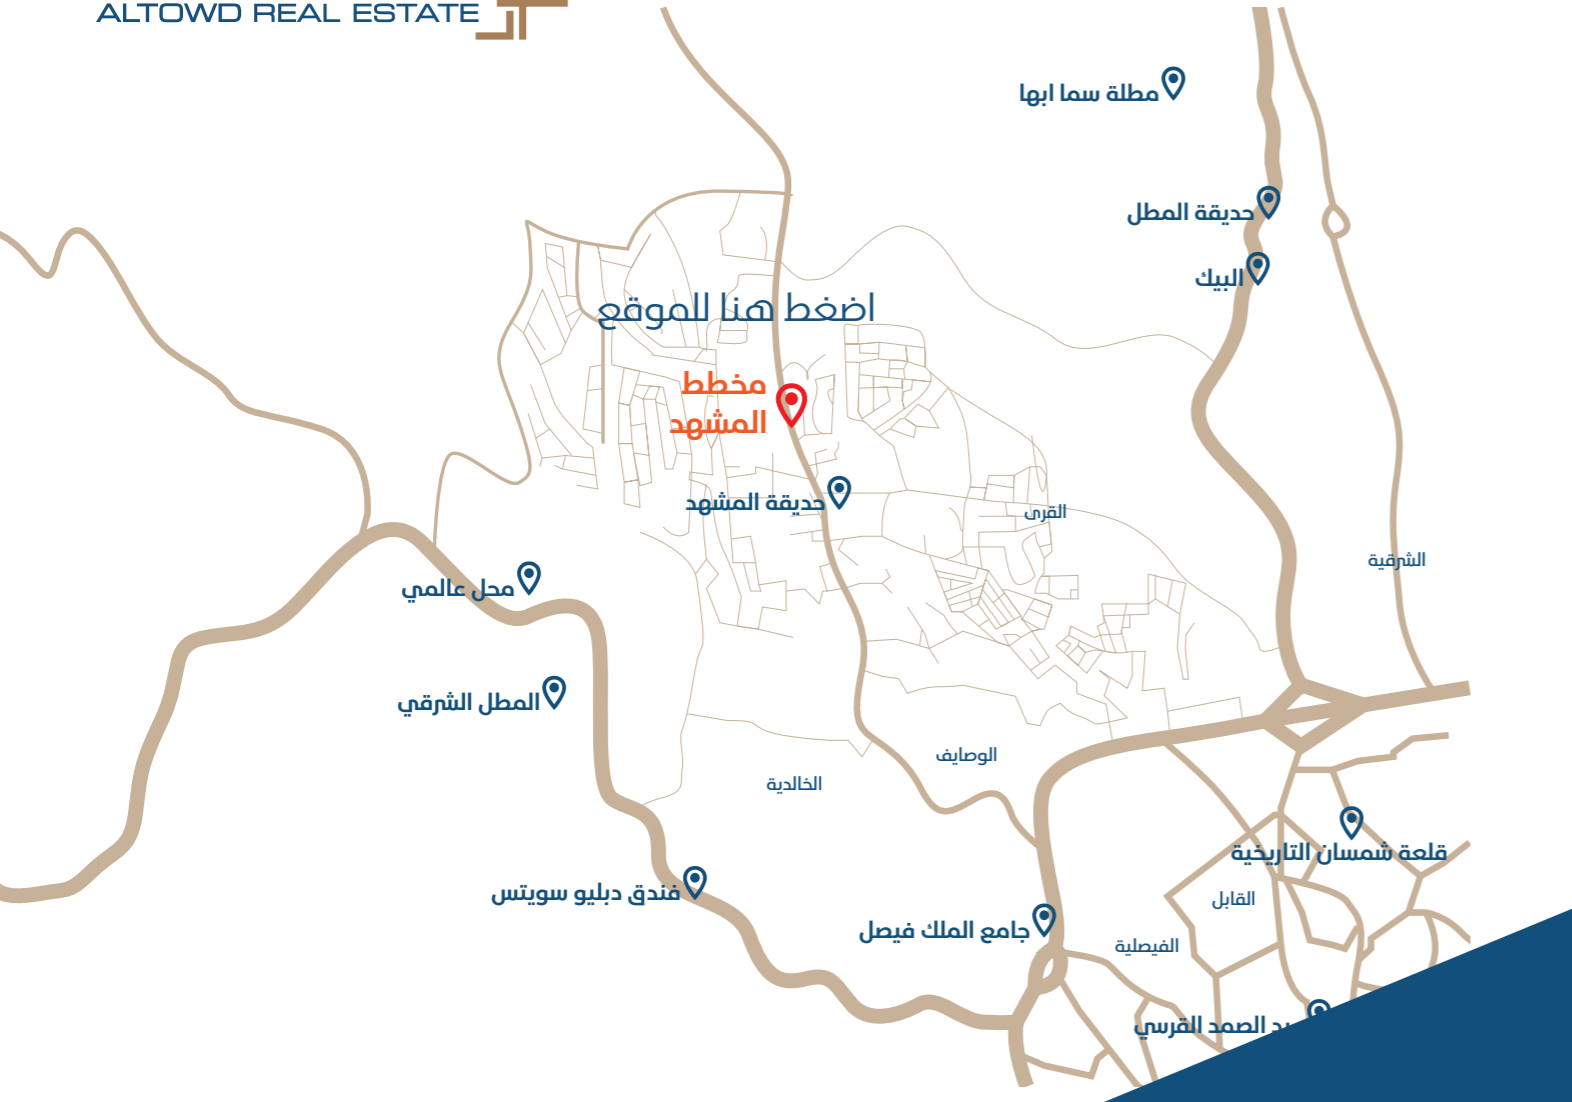 ALTOWD REAL ESTATE
مطلة سما ابها
حديقة المطل
البيك
اضغط هنا للموقع
مخطط
المشهد
حديقة المشهد
القرى
الشرقية
محل عالمي
المطل الشرقي
الوصايف
الخالدية
قلعة شمسان التاريخية
فندق دبليو سويتس
القابل
جامع الملك فيصل
الفيصلية
الصمد القرسي